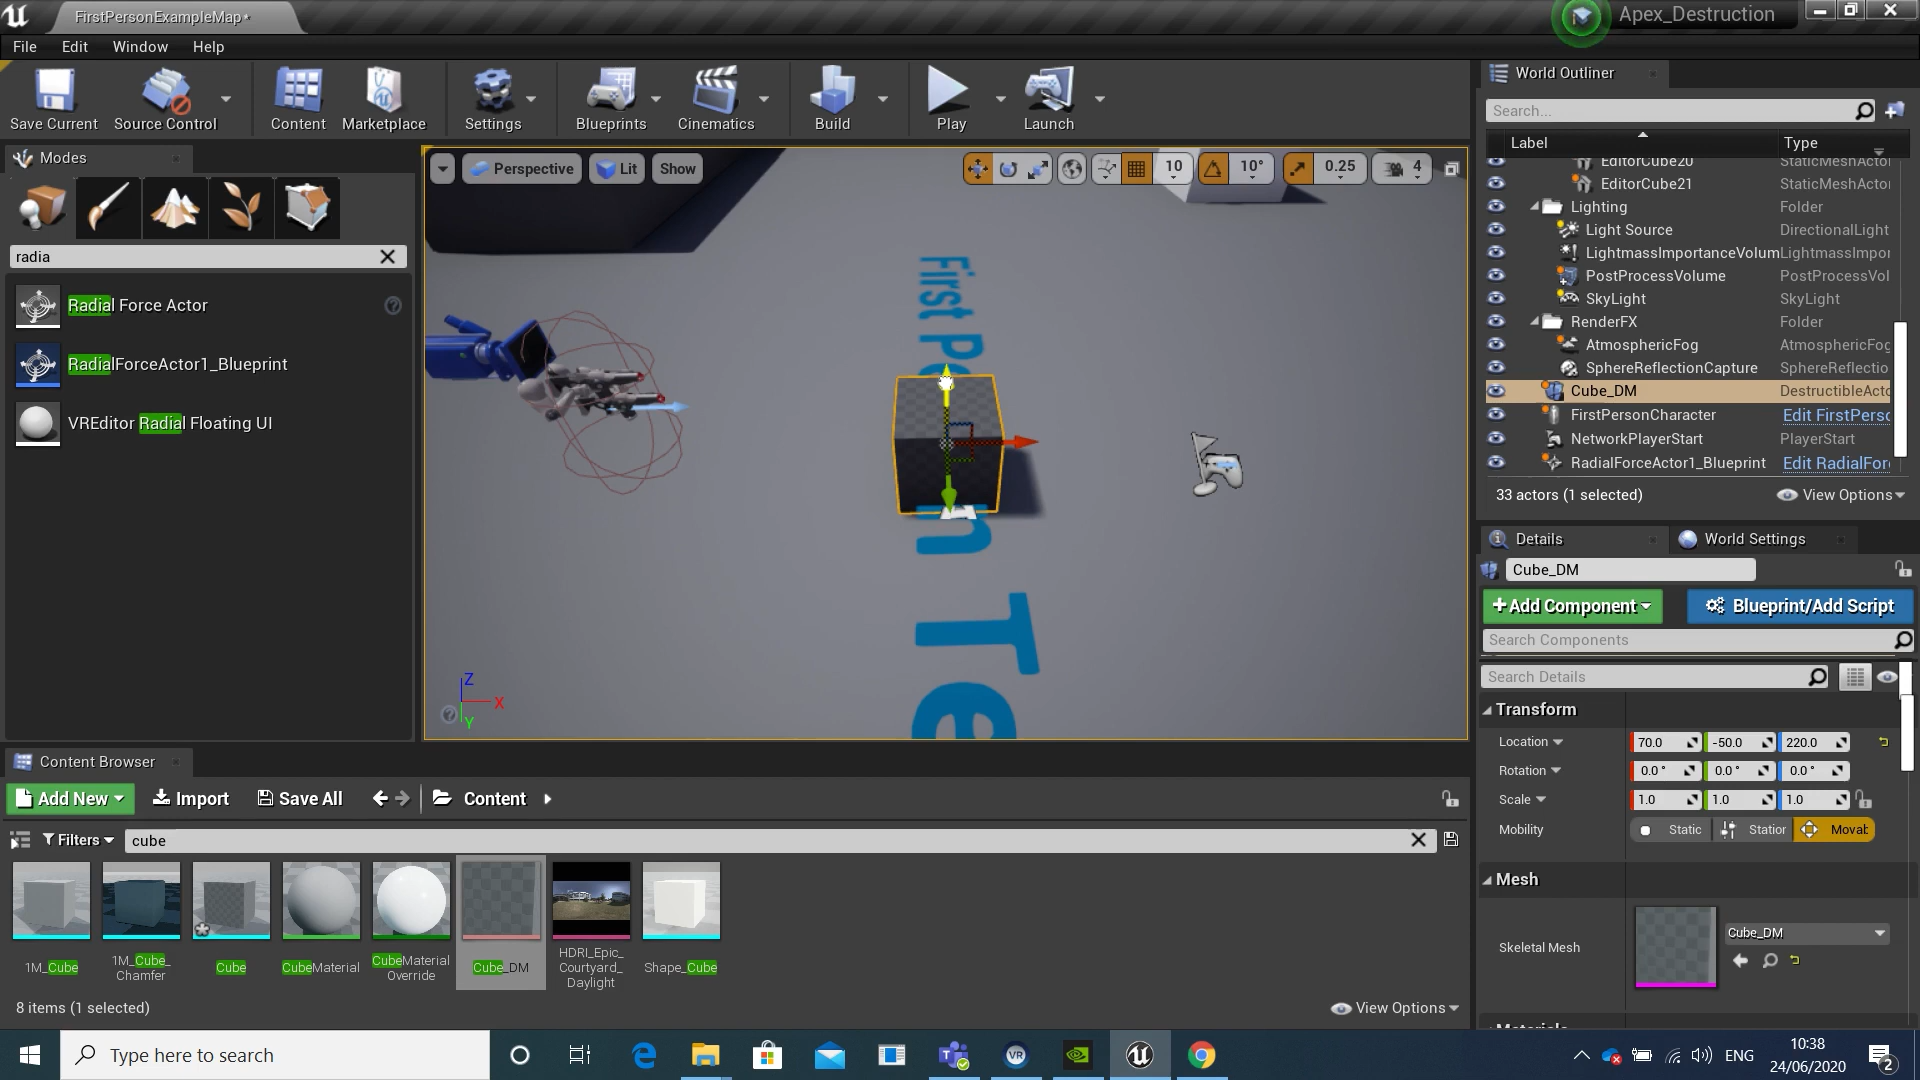 FirstPersonExampleMap*
Apex_Destruction
File Edit Window Help
Save Current
Source Control
Content
Marketplace
Settings
Blueprints
Cinematics
Build
Play
Launch
Modes
radia
Radial Force Actor
RadialForceActor1_Blueprint
VREditor Radial Floating UI
Perspective
Lit
Show
10
10°
0.25
4
First P
n
Te
Z
X
Y
World Outliner
Search...
Label Type
EditorCube20 StaticMeshActor
EditorCube21 StaticMeshActor
Lighting Folder
Light Source DirectionalLight
LightmassImportanceVolum LightmassImpor
PostProcessVolume PostProcessVol
SkyLight SkyLight
RenderFX Folder
AtmosphericFog AtmosphericFog
SphereReflectionCapture SphereReflectio
Cube_DM DestructibleActo
FirstPersonCharacter Edit FirstPerso
NetworkPlayerStart PlayerStart
RadialForceActor1_Blueprint Edit RadialFor
33 actors (1 selected)
View Options
Details
World Settings
Cube_DM
+Add Component
Blueprint/Add Script
Search Components
Search Details
Transform
Location 70.0 -50.0 220.0
Rotation 0.0° 0.0° 0.0°
Scale 1.0 1.0 1.0
Mobility Static Station Movab
Mesh
Skeletal Mesh
Cube_DM
Content Browser
Add New
Import
Save All
Content
Filters
cube
1M_Cube
1M_Cube_
Chamfer
Cube
CubeMaterial
CubeMaterial
Override
Cube_DM
HDRI_Epic_
Courtyard_
Daylight
Shape_Cube
8 items (1 selected)
View Options
Type here to search
ENG
10:38
24/06/2020
2